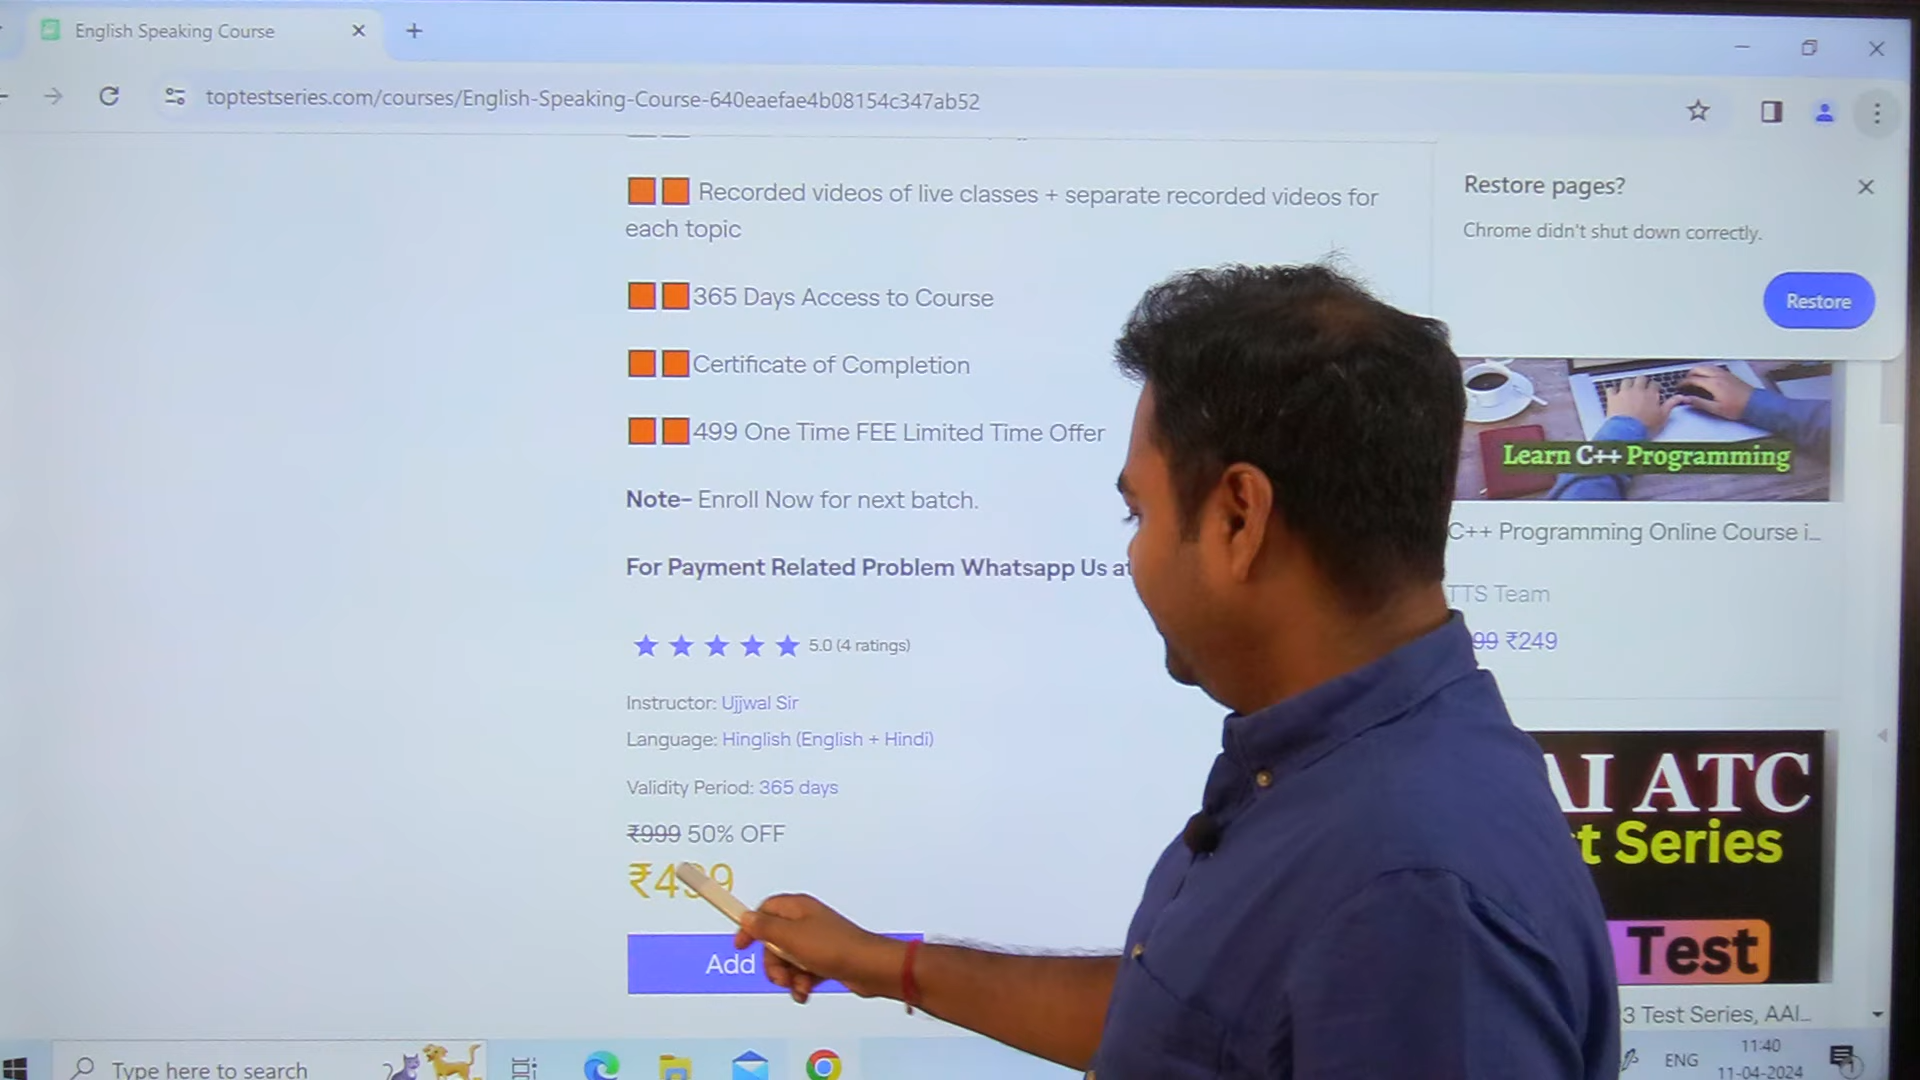 English Speaking Course
toptestseries.com/courses/English-Speaking-Course-640eaefae4b08154c347ab52
Restore pages?
Chrome didn't shut down correctly.
Restore
Recorded videos of live classes + separate recorded videos for
each topic
365 Days Access to Course
Certificate of Completion
499 One Time FEE Limited Time Offer
Note– Enroll Now for next batch.
For Payment Related Problem Whatsapp Us at
5.0 (4 ratings)
Instructor: Ujjwal Sir
Language: Hinglish (English + Hindi)
Validity Period: 365 days
₹999 50% OFF
₹499
Add
Learn C++ Programming
C++ Programming Online Course i...
TTS Team
99 ₹249
AI ATC
t Series
Test
3 Test Series, AAI...
Type here to search
ENG
11:40
11-04-2024
1